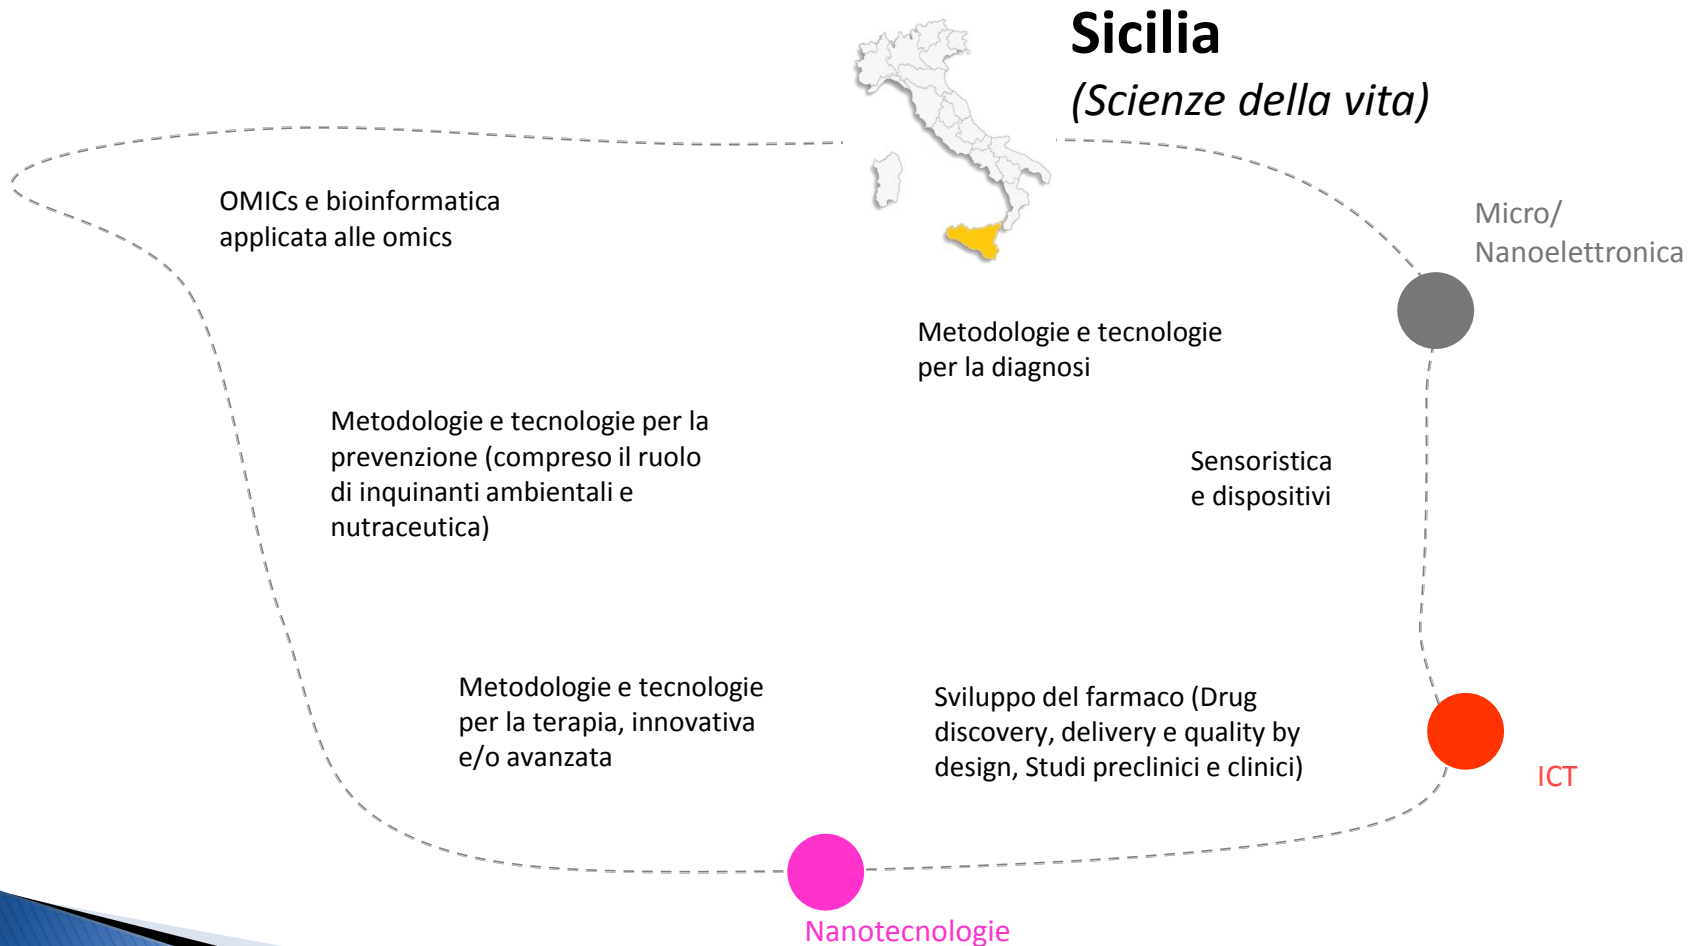 Sicilia
(Scienze della vita)
OMICs e bioinformatica
applicata alle omics
Micro/
Nanoelettronica
Metodologie e tecnologie
per la diagnosi
Metodologie e tecnologie per la
prevenzione (compreso il ruolo
di inquinanti ambientali e
nutraceutica)
Sensoristica
e dispositivi
Metodologie e tecnologie
per la terapia, innovativa
e/o avanzata
Sviluppo del farmaco (Drug
discovery, delivery e quality by
design, Studi preclinici e clinici)
ICT
Nanotecnologie